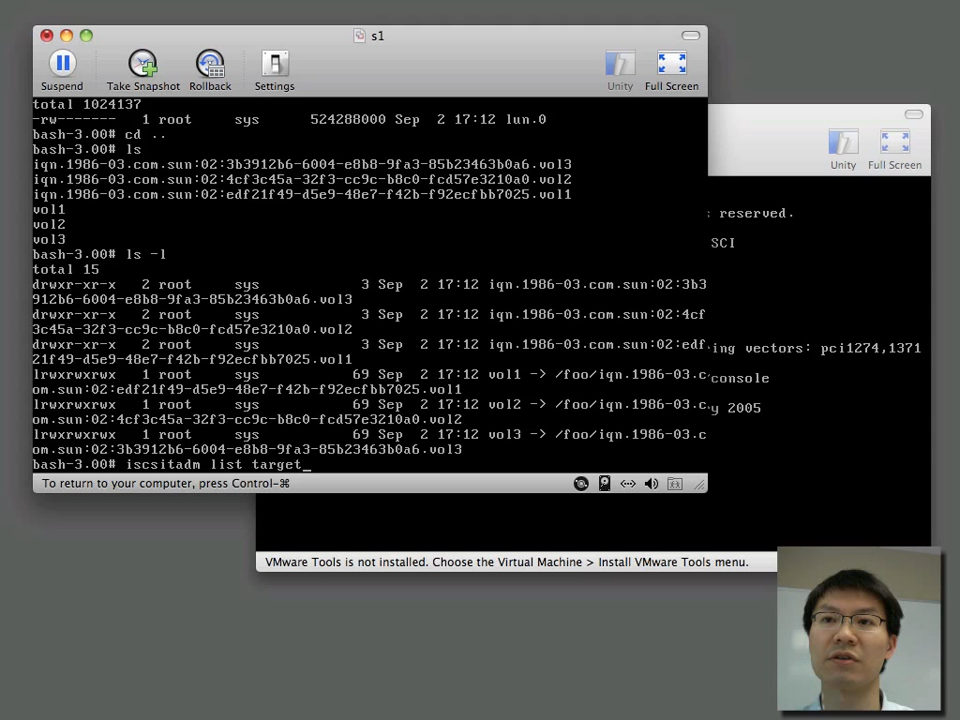 s1
Suspend
Take Snapshot
Rollback
Settings
Unity
Full Screen
total 1024137
-rw------- 1 root sys 524288000 Sep 2 17:12 lun.0
bash-3.00# cd ..
bash-3.00# ls
iqn.1986-03.com.sun:02:3b3912b6-6004-e8b8-9fa3-85b23463b0a6.vol3
iqn.1986-03.com.sun:02:4cf3c45a-32f3-cc9c-b8c0-fcd57e3210a0.vol2
iqn.1986-03.com.sun:02:edf21f49-d5e9-48e7-f42b-f92ecfbb7025.vol1
vol1
vol2
vol3
bash-3.00# ls -l
total 15
drwxr-xr-x 2 root sys 3 Sep 2 17:12 iqn.1986-03.com.sun:02:3b3
912b6-6004-e8b8-9fa3-85b23463b0a6.vol3
drwxr-xr-x 2 root sys 3 Sep 2 17:12 iqn.1986-03.com.sun:02:4cf
3c45a-32f3-cc9c-b8c0-fcd57e3210a0.vol2
drwxr-xr-x 2 root sys 3 Sep 2 17:12 iqn.1986-03.com.sun:02:edf
21f49-d5e9-48e7-f42b-f92ecfbb7025.vol1
lrwxrwxrwx 1 root sys 69 Sep 2 17:12 vol1 -> /foo/iqn.1986-03.c
om.sun:02:edf21f49-d5e9-48e7-f42b-f92ecfbb7025.vol1
lrwxrwxrwx 1 root sys 69 Sep 2 17:12 vol2 -> /foo/iqn.1986-03.c
om.sun:02:4cf3c45a-32f3-cc9c-b8c0-fcd57e3210a0.vol2
lrwxrwxrwx 1 root sys 69 Sep 2 17:12 vol3 -> /foo/iqn.1986-03.c
om.sun:02:3b3912b6-6004-e8b8-9fa3-85b23463b0a6.vol3
bash-3.00# iscsitadm list target_
To return to your computer, press Control-⌘
Unity
Full Screen
reserved.
SCI
ing vectors: pci1274,1371
console
y 2005
VMware Tools is not installed. Choose the Virtual Machine > Install VMware Tools menu.